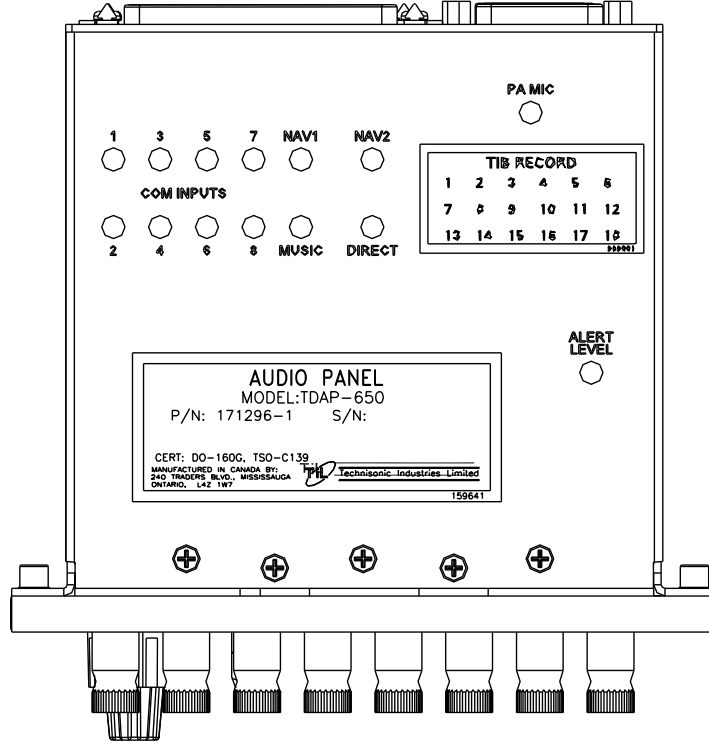 PA MIC
1 3 5 7 NAV1 NAV2
COM INPUTS
2 4 6 8 MUSIC DIRECT
TIB RECORD
1 2 3 4 5 6
7 8 9 10 11 12
13 14 15 16 17 18
ALERT
LEVEL
AUDIO PANEL
MODEL:TDAP-650
P/N: 171296-1 S/N:
CERT: DO-160G, TSO-C139
MANUFACTURED IN CANADA BY:
240 TRADERS BLVD., MISSISSAUGA
ONTARIO, L4Z 1W7
TiL Technisonic Industries Limited
159641